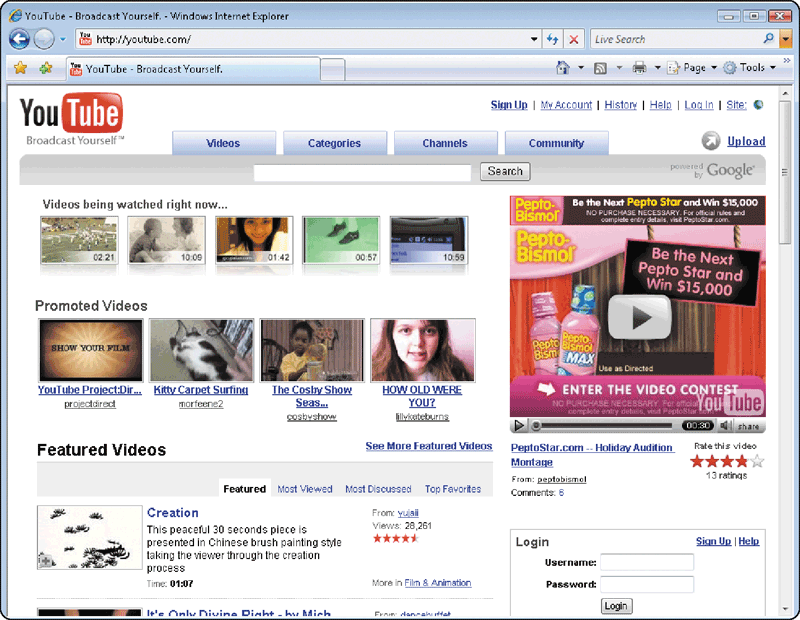 YouTube - Broadcast Yourself. - Windows Internet Explorer
http://youtube.com/
Live Search
YouTube - Broadcast Yourself.
Page
Tools
YouTube
Broadcast Yourself™
Sign Up | My Account | History | Help | Log In | Site:
Videos
Categories
Channels
Community
Upload
Search
powered by Google
Videos being watched right now...
02:21
10:09
01:42
00:57
10:59
Promoted Videos
SHOW YOUR FILM
YouTube Project:Dir...
projectdirect
Kitty Carpet Surfing
morfeene2
The Cosby Show
Seas...
cosbyshow
HOW OLD WERE
YOU?
lillykateburns
Pepto-Bismol
Be the Next Pepto Star and Win $15,000
NO PURCHASE NECESSARY. For official rules and
complete entry details, visit PeptoStar.com.
Pepto-
Bismol
Be the Next
Pepto Star and
Win $15,000
Pepto
Bism
Pepto
Bismol
MAX
Use as Directed
ENTER THE VIDEO CONTEST
NO PURCHASE NECESSARY. For official
complete entry details, visit
YouTube
00:30
share
PeptoStar.com -- Holiday Audition
Montage
From: peptobismol
Comments: 6
Rate this video
13 ratings
Featured Videos
See More Featured Videos
Featured
Most Viewed
Most Discussed
Top Favorites
Creation
This peaceful 30 seconds piece is
presented in Chinese brush painting style
taking the viewer through the creation
process
Time: 01:07
From: yujsii
Views: 28,261
More in Film & Animation
Login
Sign Up | Help
Username:
Password:
Login
It's Only Divine Right - by Mich
From: dancebuffet